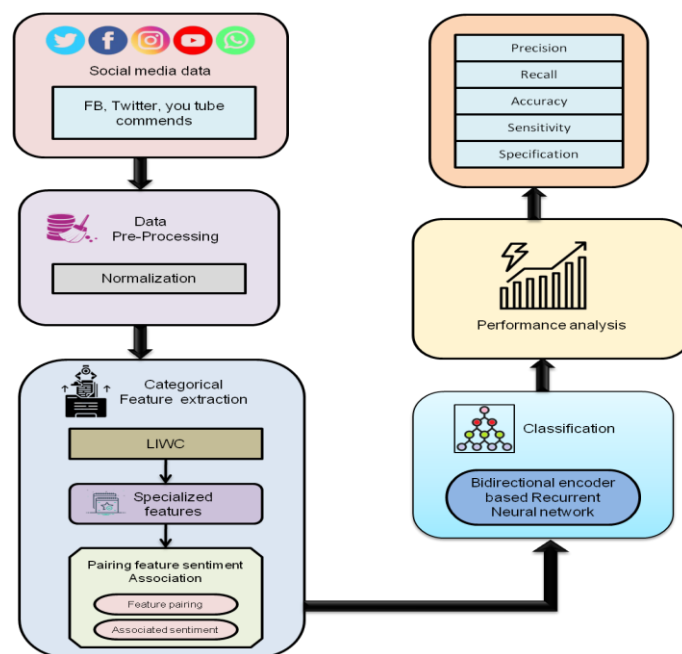 Social media data
FB, Twitter, you tube
commends
Data
Pre-Processing
Normalization
Categorical
Feature extraction
LIWC
Specialized
features
Pairing feature sentiment
Association
Feature pairing
Associated sentiment
Precision
Recall
Accuracy
Sensitivity
Specification
Performance analysis
Classification
Bidirectional encoder
based Recurrent
Neural network